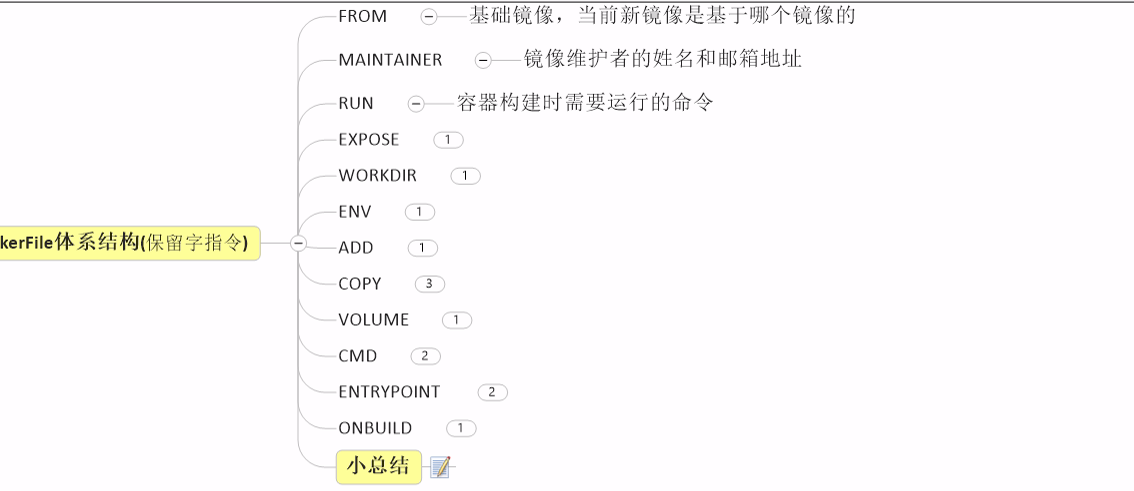 FROM 基础镜像，当前新镜像是基于哪个镜像的
MAINTAINER 镜像维护者的姓名和邮箱地址
RUN 容器构建时需要运行的命令
EXPOSE 1
WORKDIR 1
ENV 1
kerFile体系结构(保留字指令)
ADD 1
COPY 3
VOLUME 1
CMD 2
ENTRYPOINT 2
ONBUILD 1
小总结